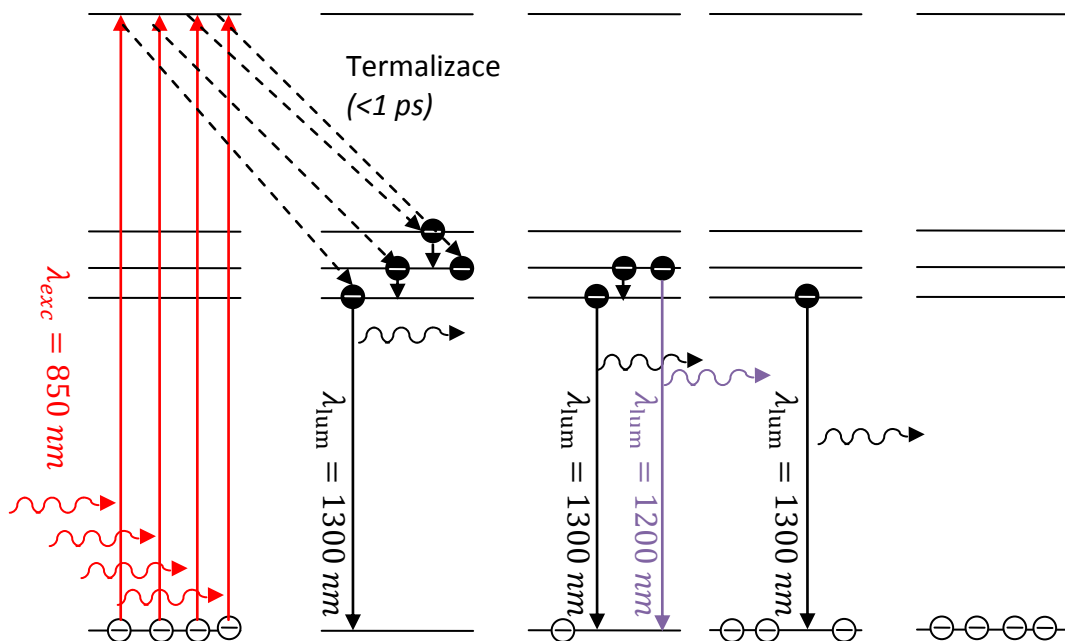 Termalizace
(<1 ps)
λexc = 850 nm
λlum = 1300 nm
λlum = 1300 nm
λlum = 1200 nm
λlum = 1300 nm